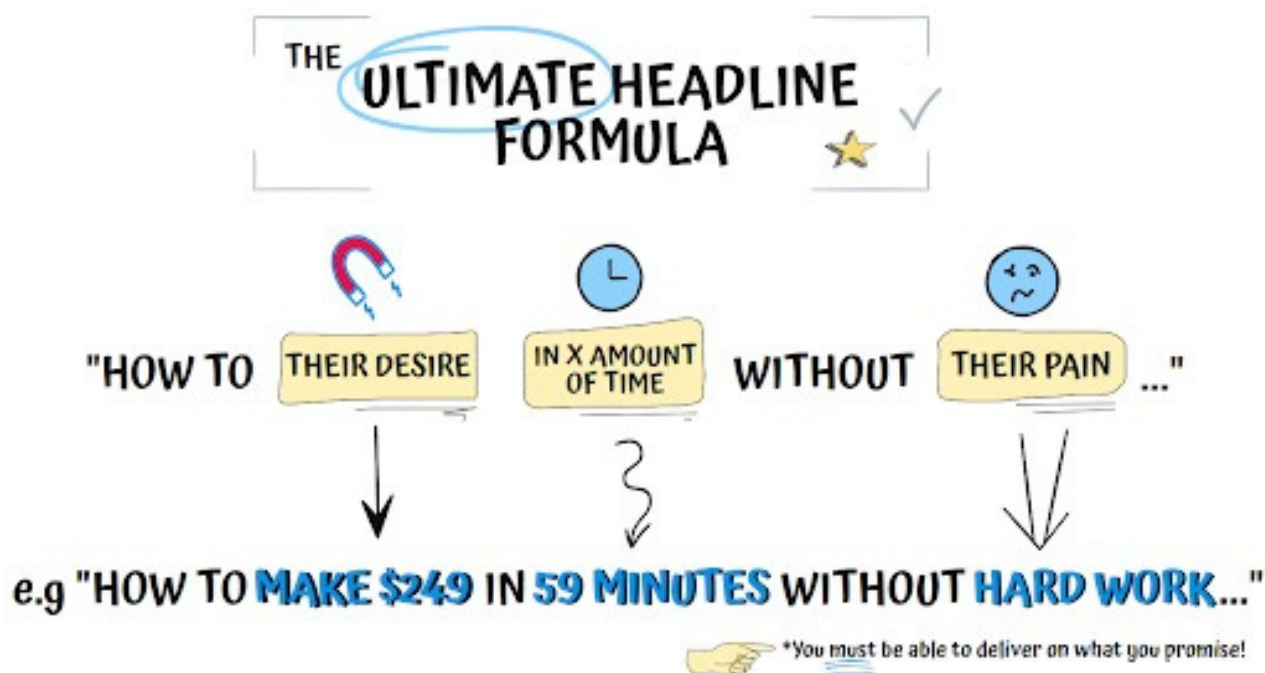 THE
ULTIMATE HEADLINE
FORMULA
"HOW TO THEIR DESIRE IN X AMOUNT OF TIME WITHOUT THEIR PAIN ..."
e.g "HOW TO MAKE $249 IN 59 MINUTES WITHOUT HARD WORK..."
*You must be able to deliver on what you promise!